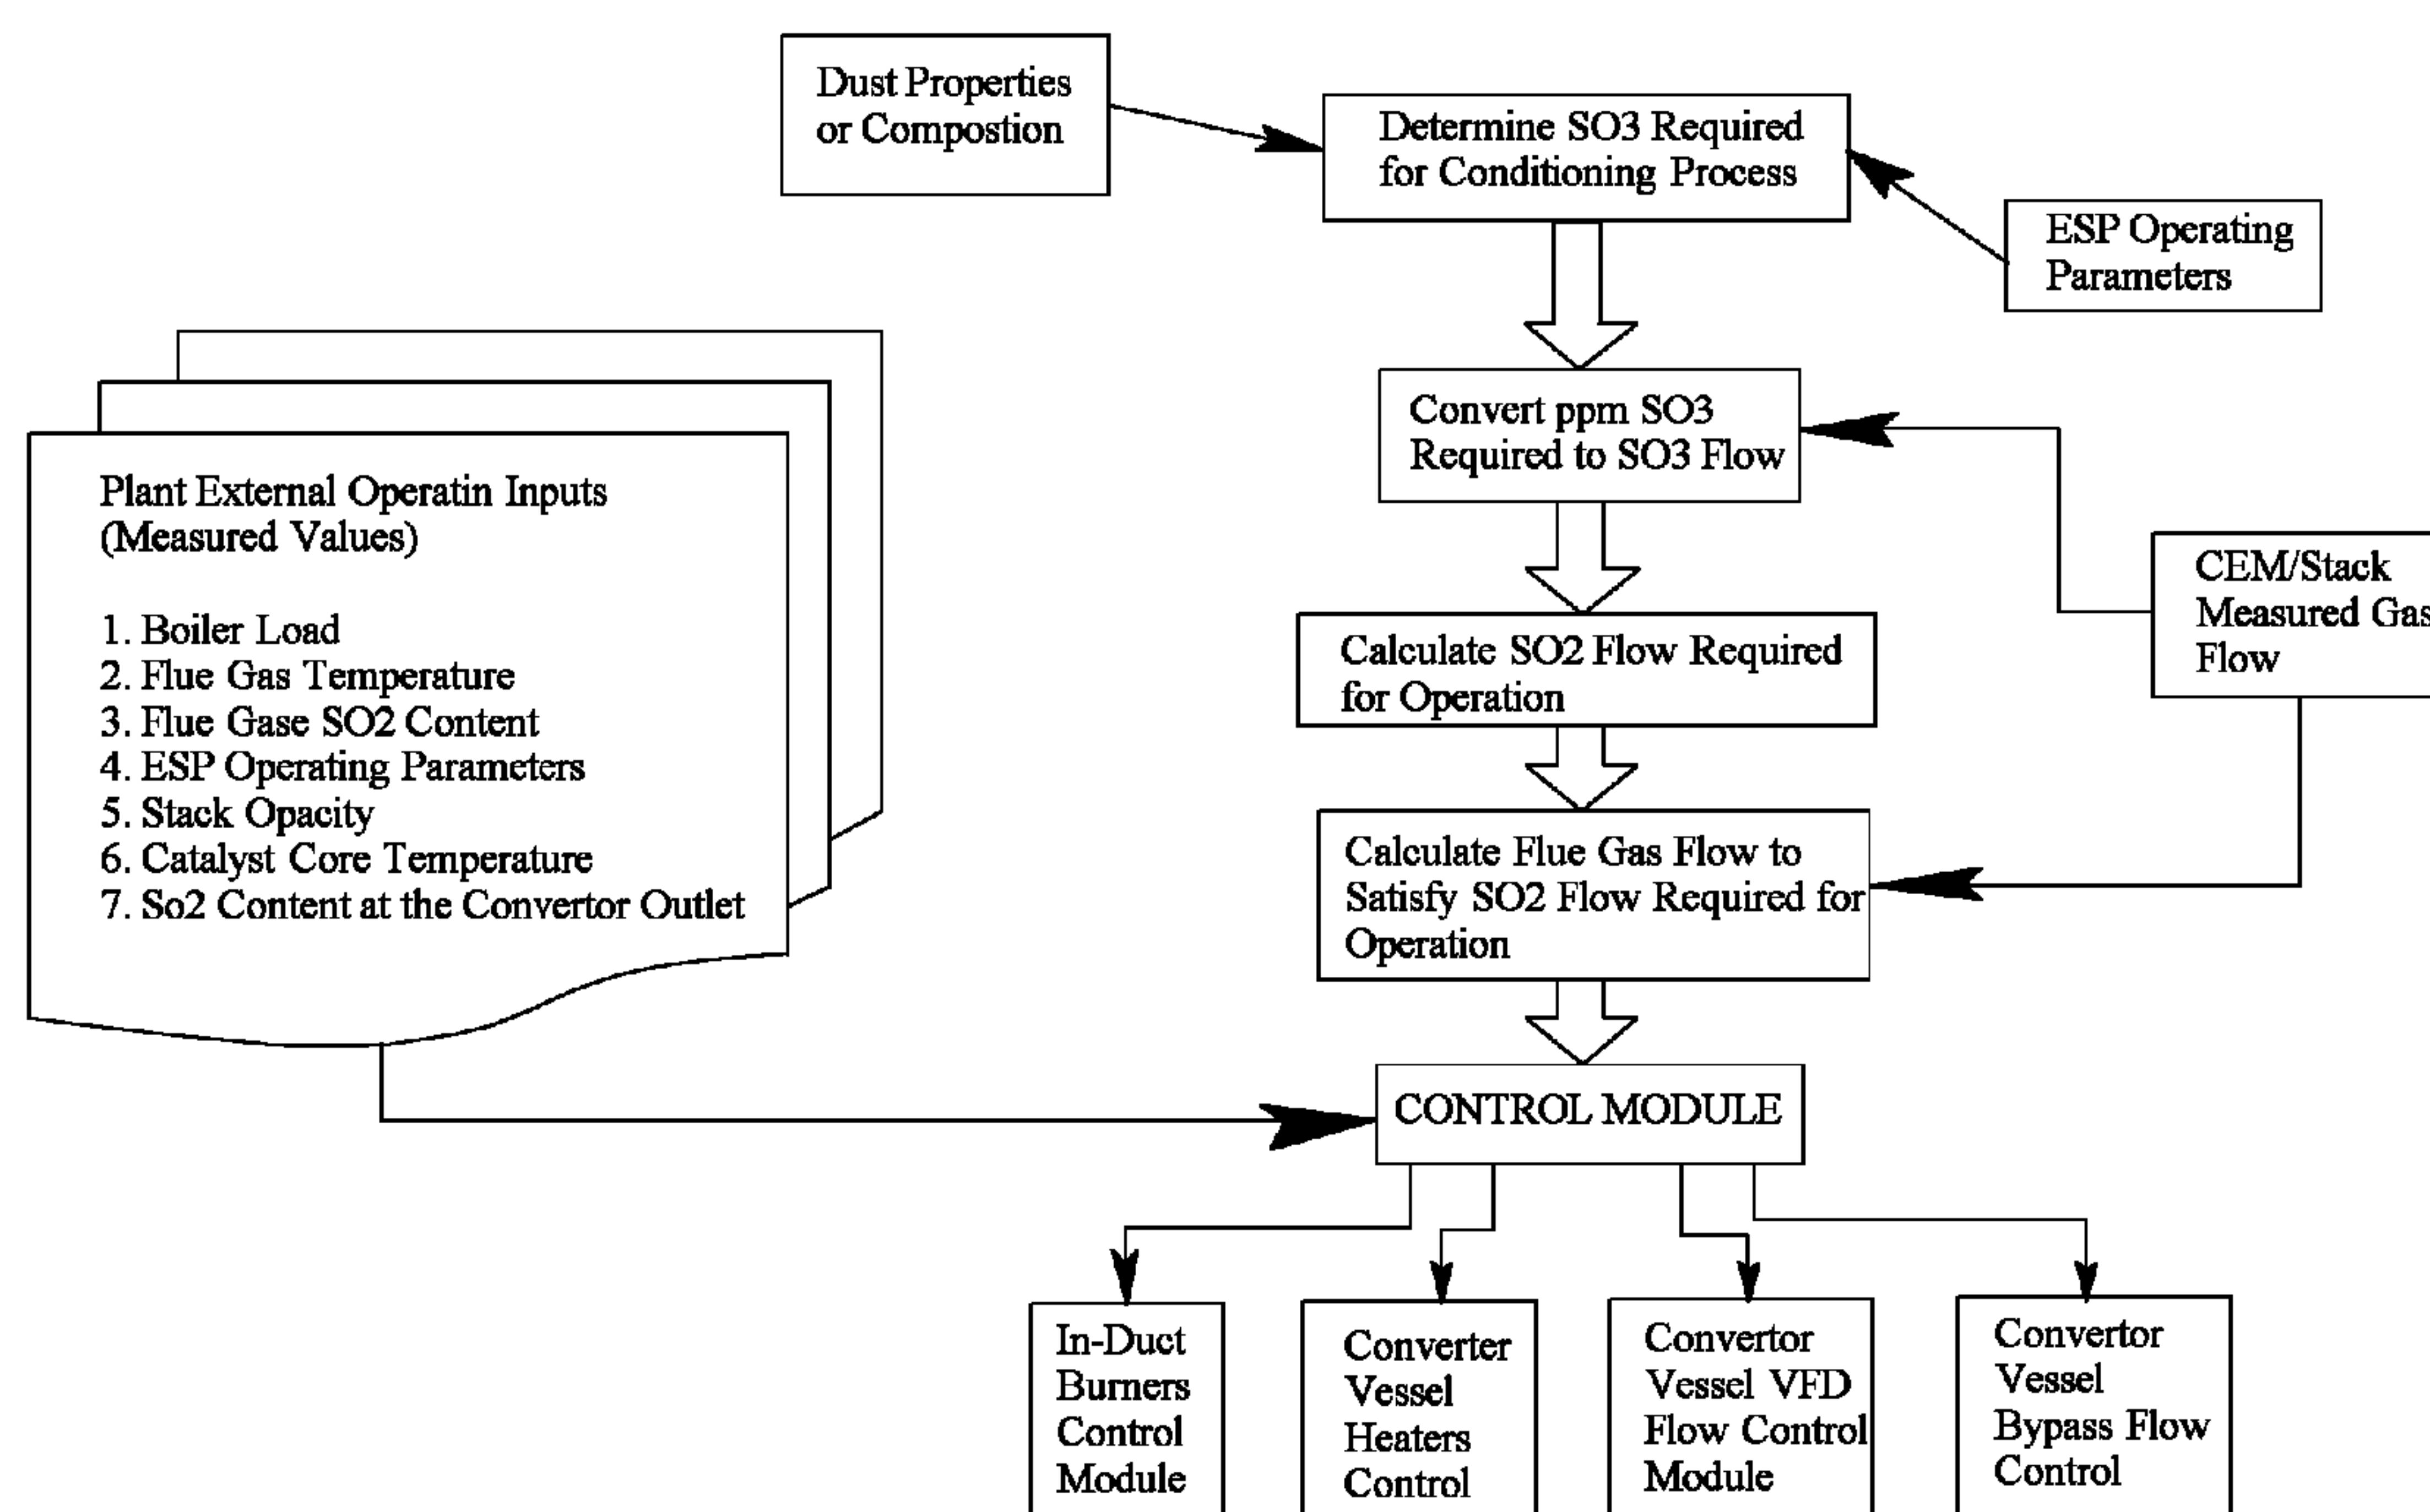 Dust Properties
or Compostion
Determine SO3 Required
for Conditioning Process
ESP Operating
Parameters
Convert ppm SO3
Required to SO3 Flow
Plant External Operatin Inputs
(Measured Values)
1. Boiler Load
2. Flue Gas Temperature
3. Flue Gase SO2 Content
4. ESP Operating Parameters
5. Stack Opacity
6. Catalyst Core Temperature
7. So2 Content at the Convertor Outlet
CEM/Stack
Measured Gas
Flow
Calculate SO2 Flow Required
for Operation
Calculate Flue Gas Flow to
Satisfy SO2 Flow Required for
Operation
CONTROL MODULE
In-Duct
Burners
Control
Module
Converter
Vessel
Heaters
Control
Convertor
Vessel VFD
Flow Control
Module
Convertor
Vessel
Bypass Flow
Control